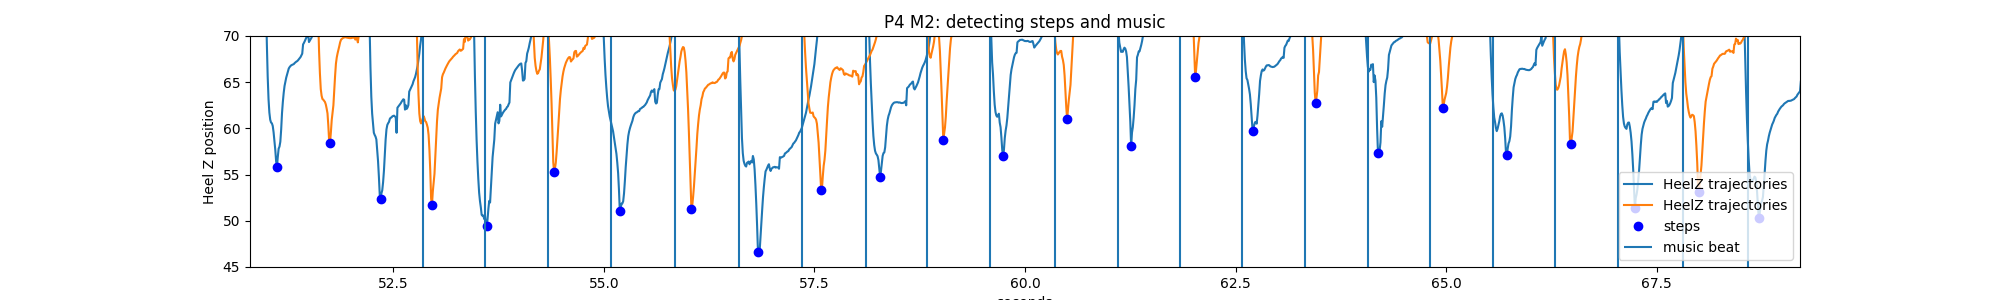 P4 M2: detecting steps and music
Heel Z position
70
65
60
55
50
45
52.5
55.0
57.5
60.0
62.5
65.0
67.5
seconds
HeelZ trajectories
HeelZ trajectories
steps
music beat